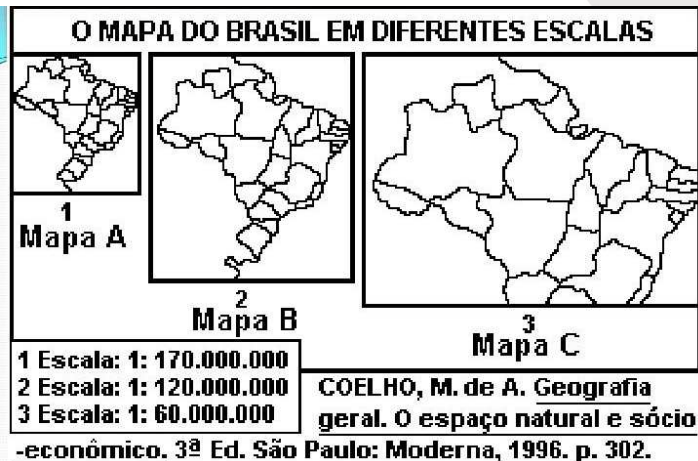 O MAPA DO BRASIL EM DIFERENTES ESCALAS
1
Mapa A
2
Mapa B
3
Mapa C
1 Escala: 1: 170.000.000
2 Escala: 1: 120.000.000
3 Escala: 1: 60.000.000
COELHO, M. de A. Geografia
geral. O espaço natural e sócio
-econômico. 3ª Ed. São Paulo: Moderna, 1996. p. 302.